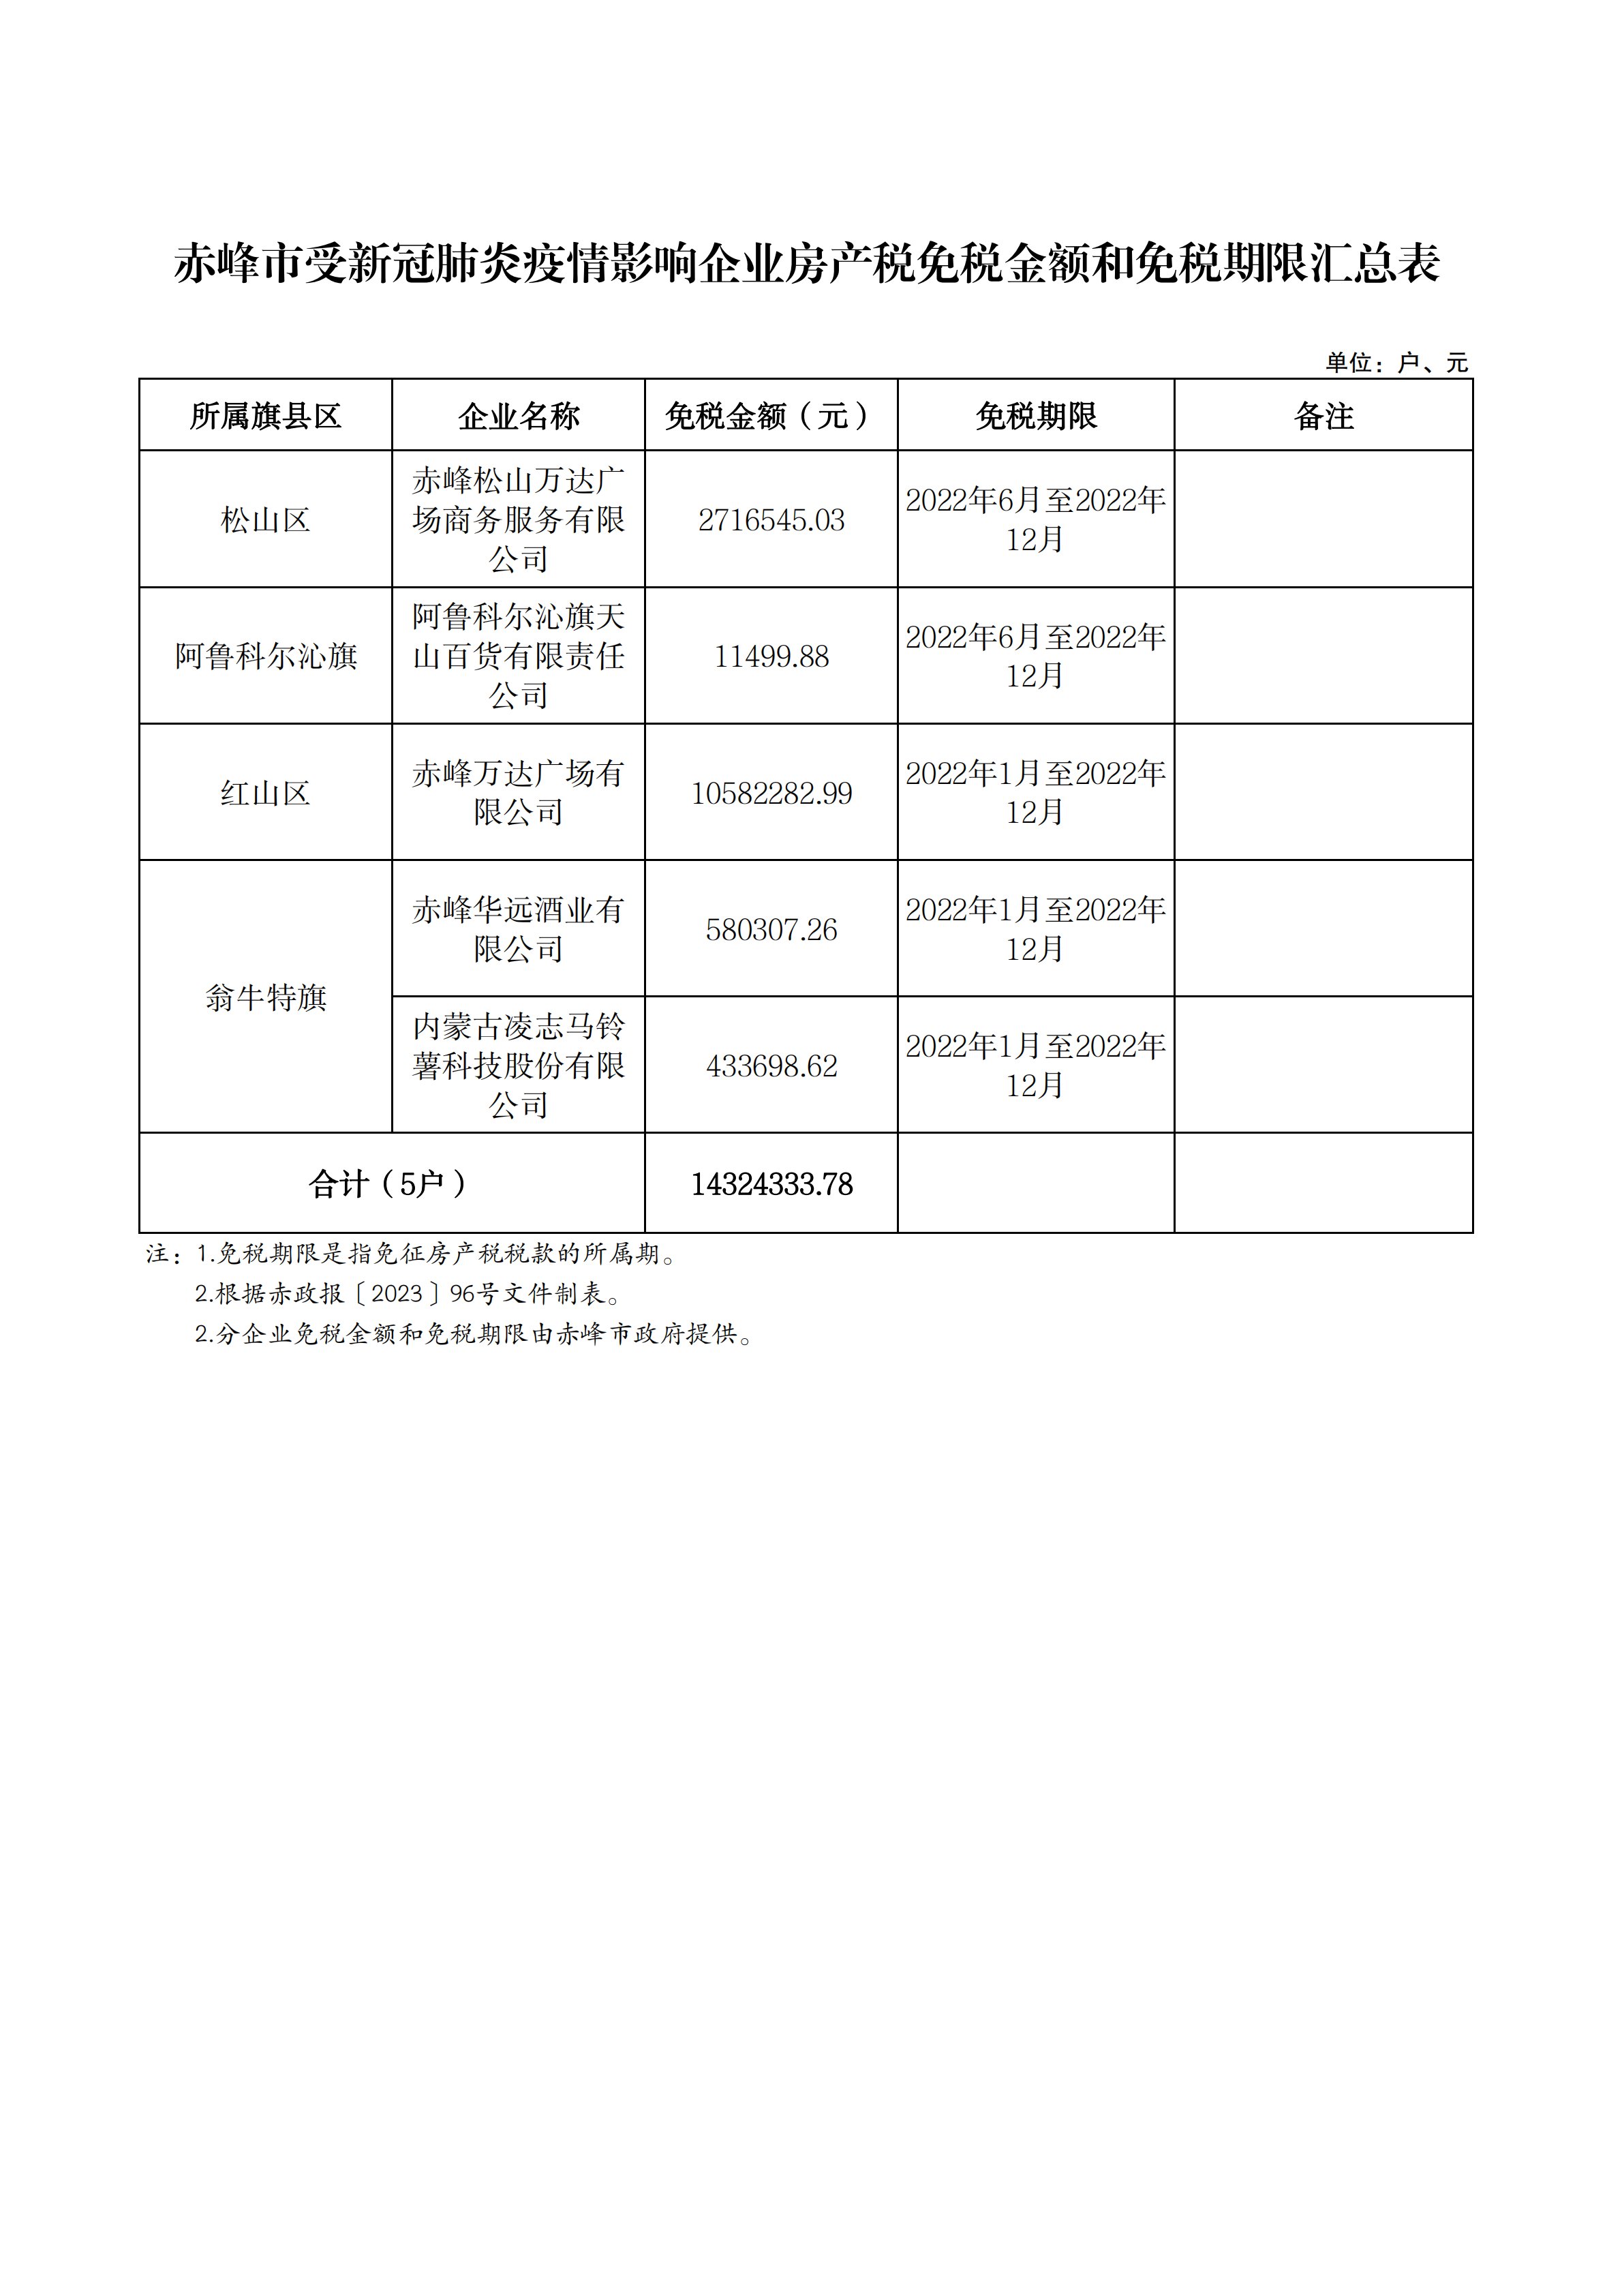 赤峰市受新冠肺炎疫情影响企业房产税免税金额和免税期限汇总表
单位：户、元
所属旗县区 企业名称 免税金额（元） 免税期限 备注
松山区 赤峰松山万达广场商务服务有限公司 2716545.03 2022年6月至2022年12月
阿鲁科尔沁旗 阿鲁科尔沁旗天山百货有限责任公司 11499.88 2022年6月至2022年12月
红山区 赤峰万达广场有限公司 10582282.99 2022年1月至2022年12月
翁牛特旗 赤峰华远酒业有限公司 580307.26 2022年1月至2022年12月
内蒙古凌志马铃薯科技股份有限公司 433698.62 2022年1月至2022年12月
合计（5户） 14324333.78
注：1.免税期限是指免征房产税税款的所属期。
2.根据赤政报〔2023〕96号文件制表。
2.分企业免税金额和免税期限由赤峰市政府提供。